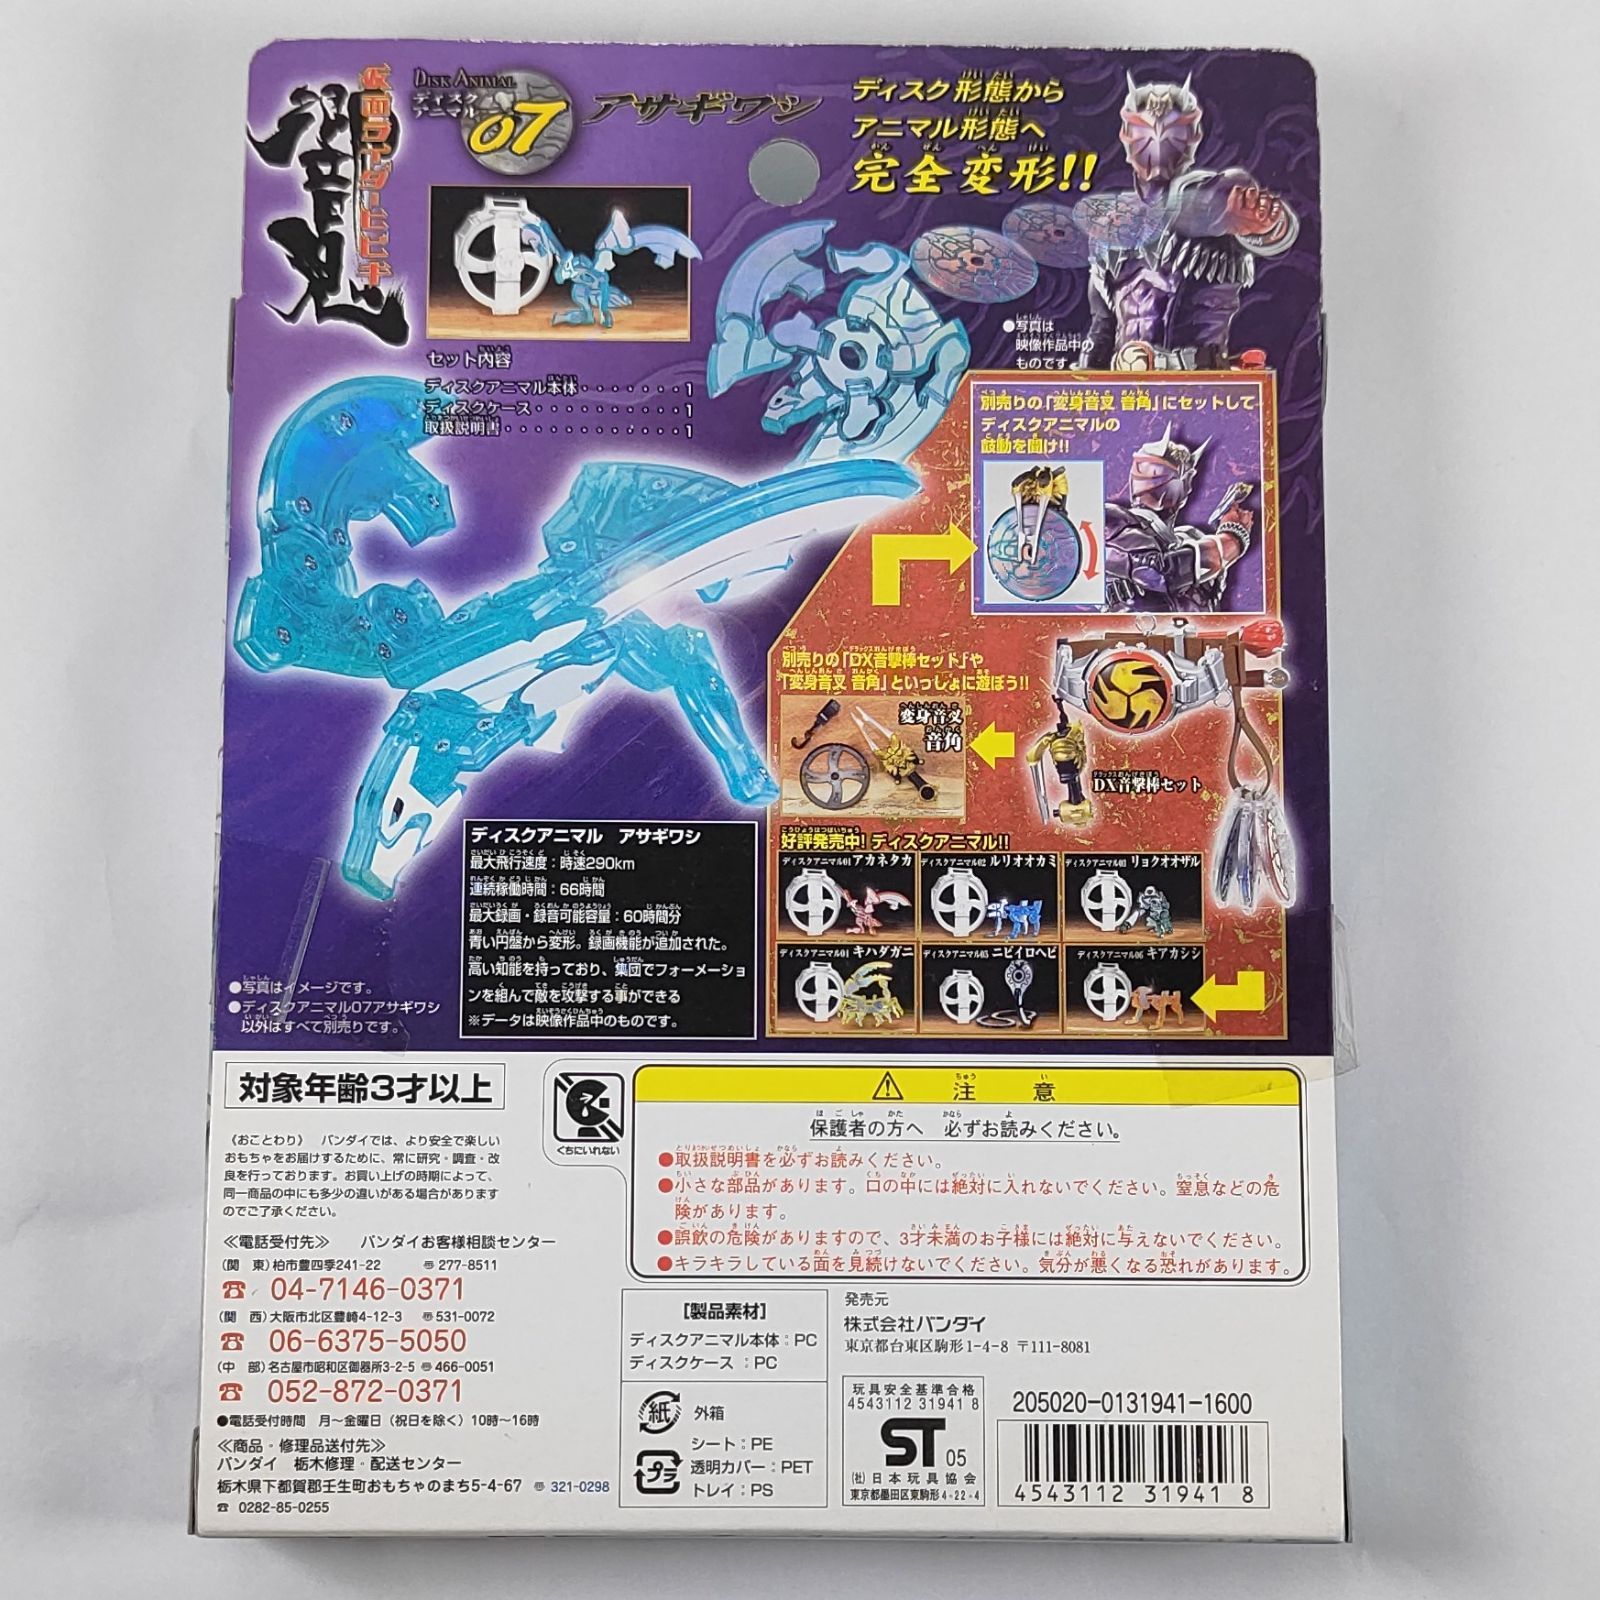 仮面ライダーヒビキ
響鬼
DISK ANIMAL
ディスク
アニマル
07
アサギワシ
ディスク形態から
アニマル形態へ
完全変形!!
●写真は
映像作品中の
ものです。
セット内容
ディスクアニマル本体・・・・・・・1
ディスクケース・・・・・・・・・・1
取扱説明書・・・・・・・・・・・・1
別売りの「変身音叉 音角」にセットして
ディスクアニマルの
鼓動を聞け!!
別売りの「DX音撃棒セット」や
「変身音叉 音角」といっしょに遊ぼう!!
変身音叉
音角
DX音撃棒セット
好評発売中! ディスクアニマル!!
ディスクアニマル01 アカネタカ
ディスクアニマル02 ルリオオカミ
ディスクアニマル03 リョクオオザル
ディスクアニマル04 キハダガニ
ディスクアニマル05 ニビイロヘビ
ディスクアニマル06 キアカシシ
ディスクアニマル アサギワシ
最大飛行速度：時速290km
連続稼働時間：66時間
最大録画・録音可能容量：60時間分
青い円盤から変形。録画機能が追加された。
高い知能を持っており、集団でフォーメーショ
ンを組んで敵を攻撃する事ができる
※データは映像作品中のものです。
●写真はイメージです。
●ディスクアニマル07アサギワシ
以外はすべて別売りです。
対象年齢3才以上
くちにいれない
《おことわり》 バンダイでは、より安全で楽しい
おもちゃをお届けするために、常に研究・調査・改
良を行っております。お買い上げの時期によって、
同一商品の中にも多少の違いがある場合があります
のでご了承ください。
≪電話受付先≫ バンダイお客様相談センター
(関 東)柏市豊四季241-22 〠277-8511
☎ 04-7146-0371
(関 西)大阪市北区豊崎4-12-3 〠531-0072
☎ 06-6375-5050
(中 部)名古屋市昭和区御器所3-2-5 〠466-0051
☎ 052-872-0371
●電話受付時間 月～金曜日（祝日を除く）10時～16時
≪商品・修理品送付先≫
バンダイ 栃木修理・配送センター
栃木県下都賀郡壬生町おもちゃのまち5-4-67 〠321-0298
☎ 0282-85-0255
⚠ 注意
保護者の方へ 必ずお読みください。
●取扱説明書を必ずお読みください。
●小さな部品があります。口の中には絶対に入れないでください。窒息などの危
険があります。
●誤飲の危険がありますので、3才未満のお子様には絶対に与えないでください。
●キラキラしている面を見続けないでください。気分が悪くなる恐れがあります。
【製品素材】
ディスクアニマル本体：PC
ディスクケース：PC
紙 外箱
プラ
シート：PE
透明カバー：PET
トレイ：PS
発売元
株式会社バンダイ
東京都台東区駒形1-4-8 〒111-8081
玩具安全基準合格
4543112 31941 8
ST 05
(社)日本玩具協会
東京都墨田区東駒形4-22-4
205020-0131941-1600
4543112 31941 8